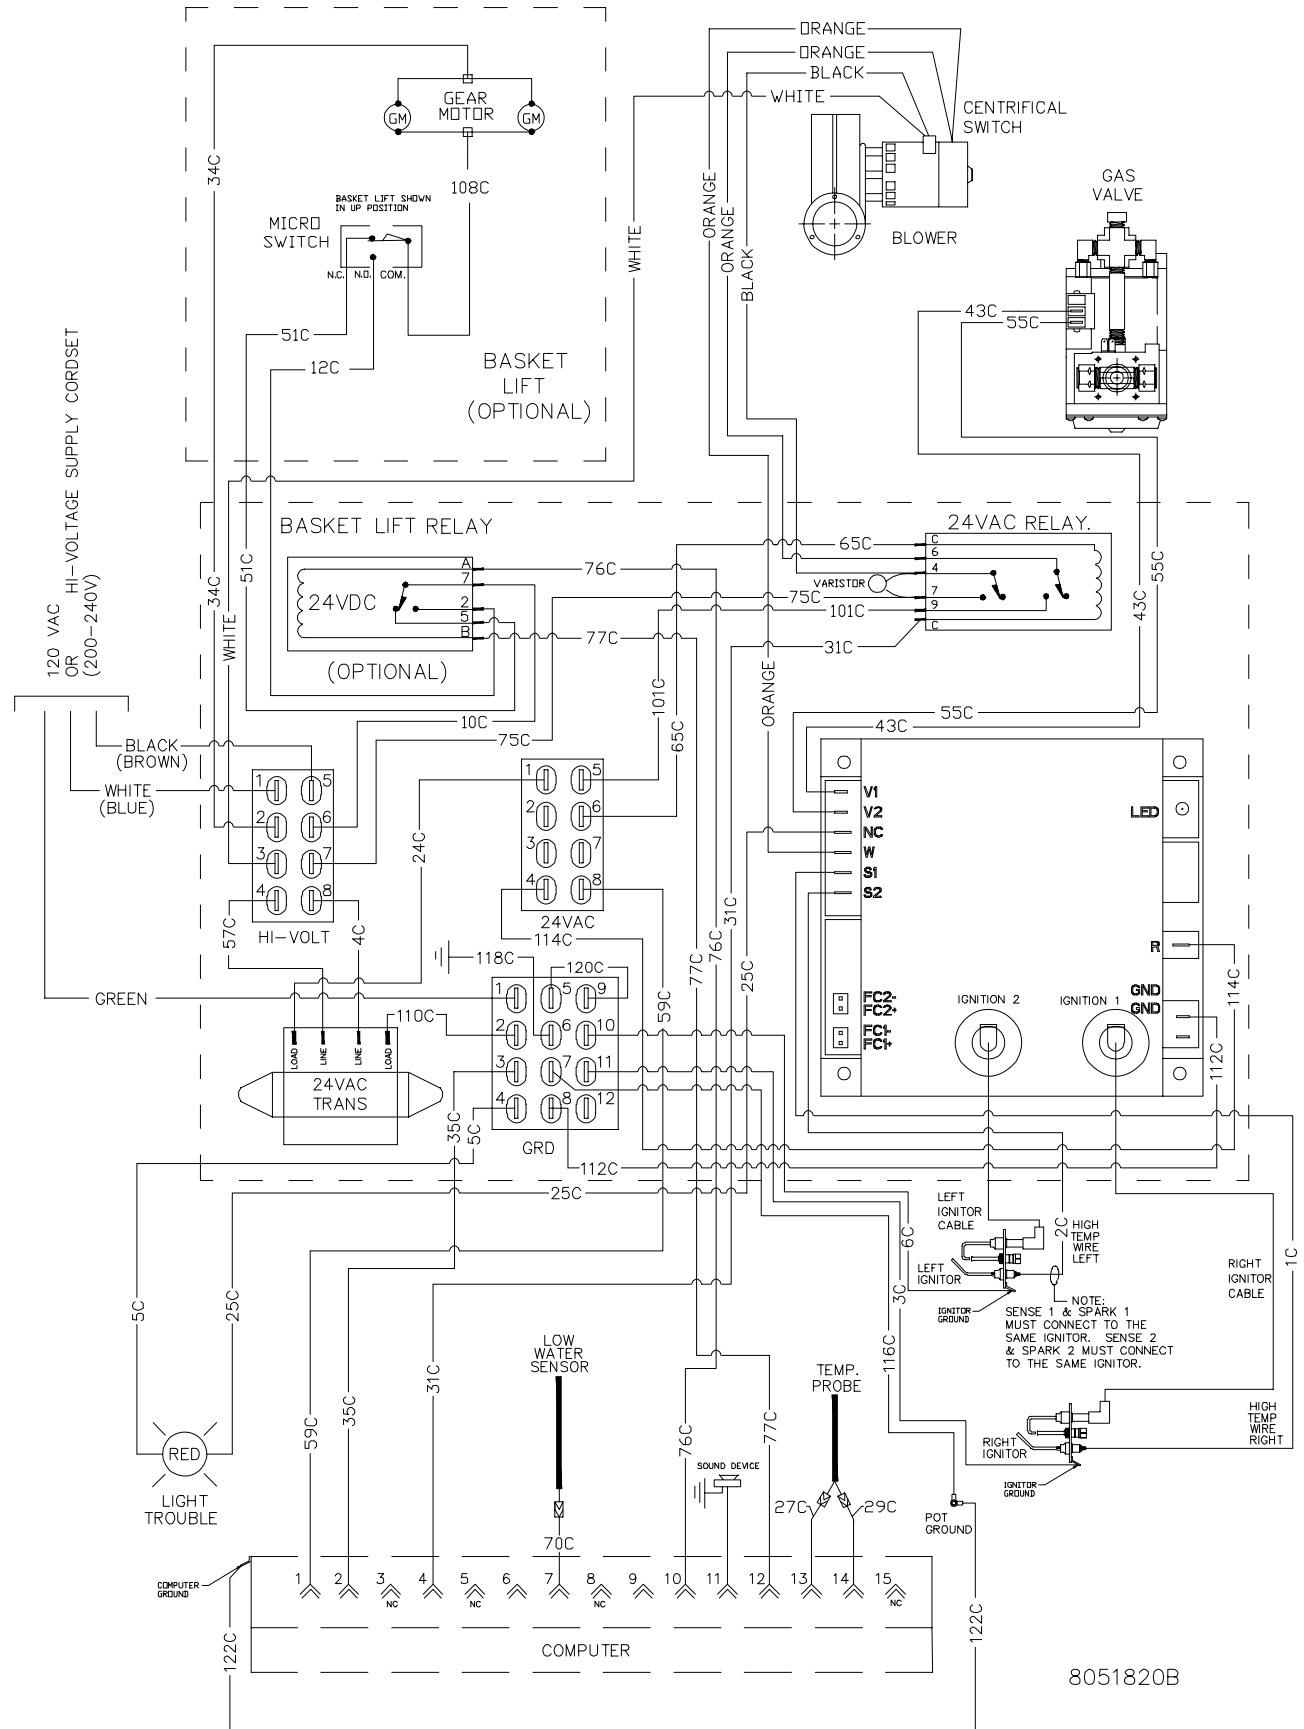 ORANGE
ORANGE
BLACK
WHITE
CENTRIFICAL
SWITCH
BLOWER
GAS
VALVE
GEAR
MOTOR
GM
GM
34C
108C
BASKET LIFT SHOWN
IN UP POSITION
MICRO
SWITCH
N.C.
N.O.
COM.
51C
12C
BASKET
LIFT
(OPTIONAL)
WHITE
ORANGE
ORANGE
BLACK
43C
55C
120 VAC
OR HI-VOLTAGE SUPPLY CORDSET
(200-240V)
BASKET LIFT RELAY
24VDC
A
7
2
5
B
(OPTIONAL)
76C
77C
34C
WHITE
51C
10C
75C
24VAC RELAY.
C
6
4
7
9
C
65C
VARISTOR
75C
101C
31C
55C
43C
101C
65C
ORANGE
55C
43C
BLACK
(BROWN)
WHITE
(BLUE)
1
5
2
6
3
7
4
8
HI-VOLT
57C
4C
24C
1
5
2
6
3
7
4
8
24VAC
114C
V1
V2
NC
W
S1
S2
LED
R
GND
GND
FC2-
FC2+
FC1-
FC1+
IGNITION 2
IGNITION 1
31C
76C
77C
25C
59C
114C
112C
118C
120C
GREEN
110C
1
5
9
2
6
10
3
7
11
4
8
12
GRD
LOAD
LINE
LINE
LOAD
24VAC
TRANS
35C
5C
112C
25C
5C
25C
RED
LIGHT
TROUBLE
59C
35C
31C
LOW
WATER
SENSOR
70C
76C
77C
SOUND DEVICE
TEMP.
PROBE
27C
29C
116C
3C
6C
LEFT
IGNITOR
CABLE
2C
HIGH
TEMP
WIRE
LEFT
LEFT
IGNITOR
IGNITOR
GROUND
NOTE:
SENSE 1 & SPARK 1
MUST CONNECT TO THE
SAME IGNITOR. SENSE 2
& SPARK 2 MUST CONNECT
TO THE SAME IGNITOR.
RIGHT
IGNITOR
CABLE
1C
HIGH
TEMP
WIRE
RIGHT
RIGHT
IGNITOR
IGNITOR
GROUND
POT
GROUND
COMPUTER
GROUND
1
2
3
NC
4
5
NC
6
7
8
NC
9
10
11
12
13
14
15
NC
COMPUTER
122C
122C
8051820B